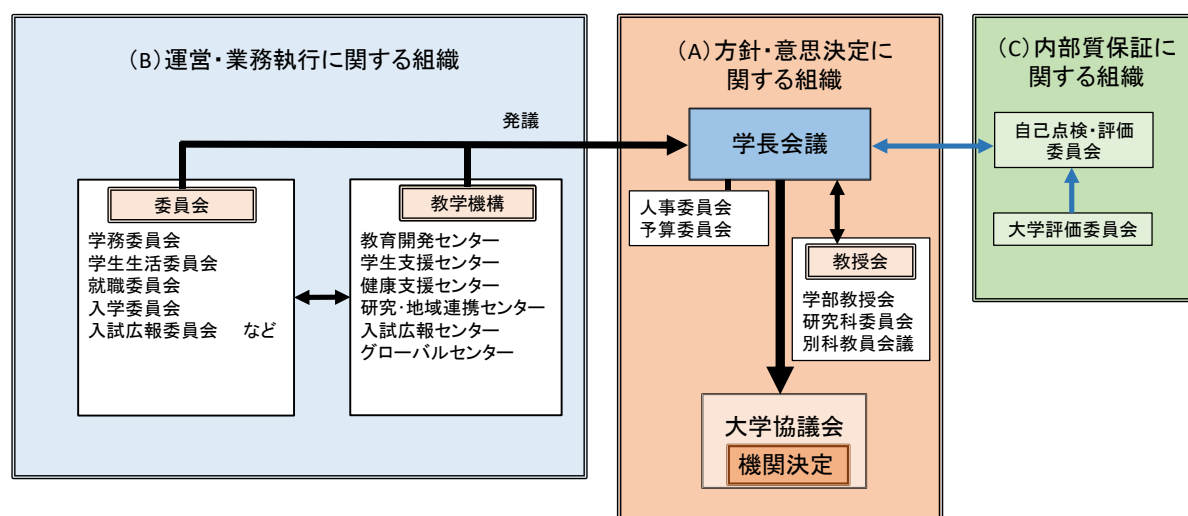 (B)運営・業務執行に関する組織
発議
委員会
学務委員会
学生生活委員会
就職委員会
入学委員会
入試広報委員会 など
教学機構
教育開発センター
学生支援センター
健康支援センター
研究・地域連携センター
入試広報センター
グローバルセンター
(A)方針・意思決定に
関する組織
学長会議
人事委員会
予算委員会
教授会
学部教授会
研究科委員会
別科教員会議
大学協議会
機関決定
(C)内部質保証に
関する組織
自己点検・評価
委員会
大学評価委員会